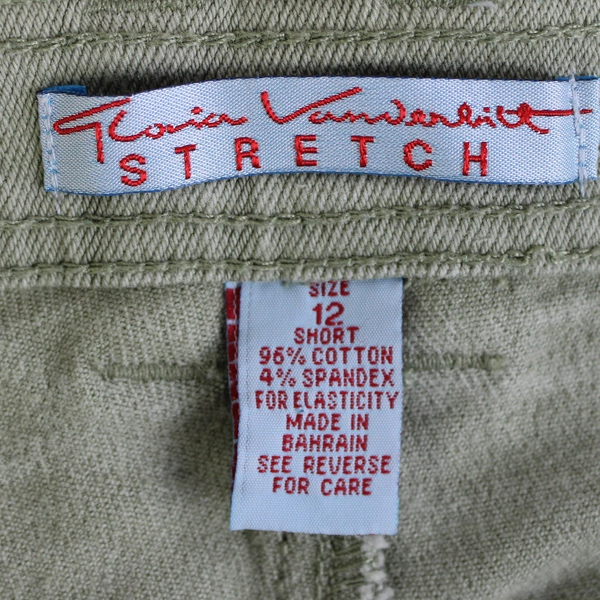 Gloria Vanderbilt
STRETCH
SIZE
12
SHORT
96% COTTON
4% SPANDEX
FOR ELASTICITY
MADE IN
BAHRAIN
SEE REVERSE
FOR CARE